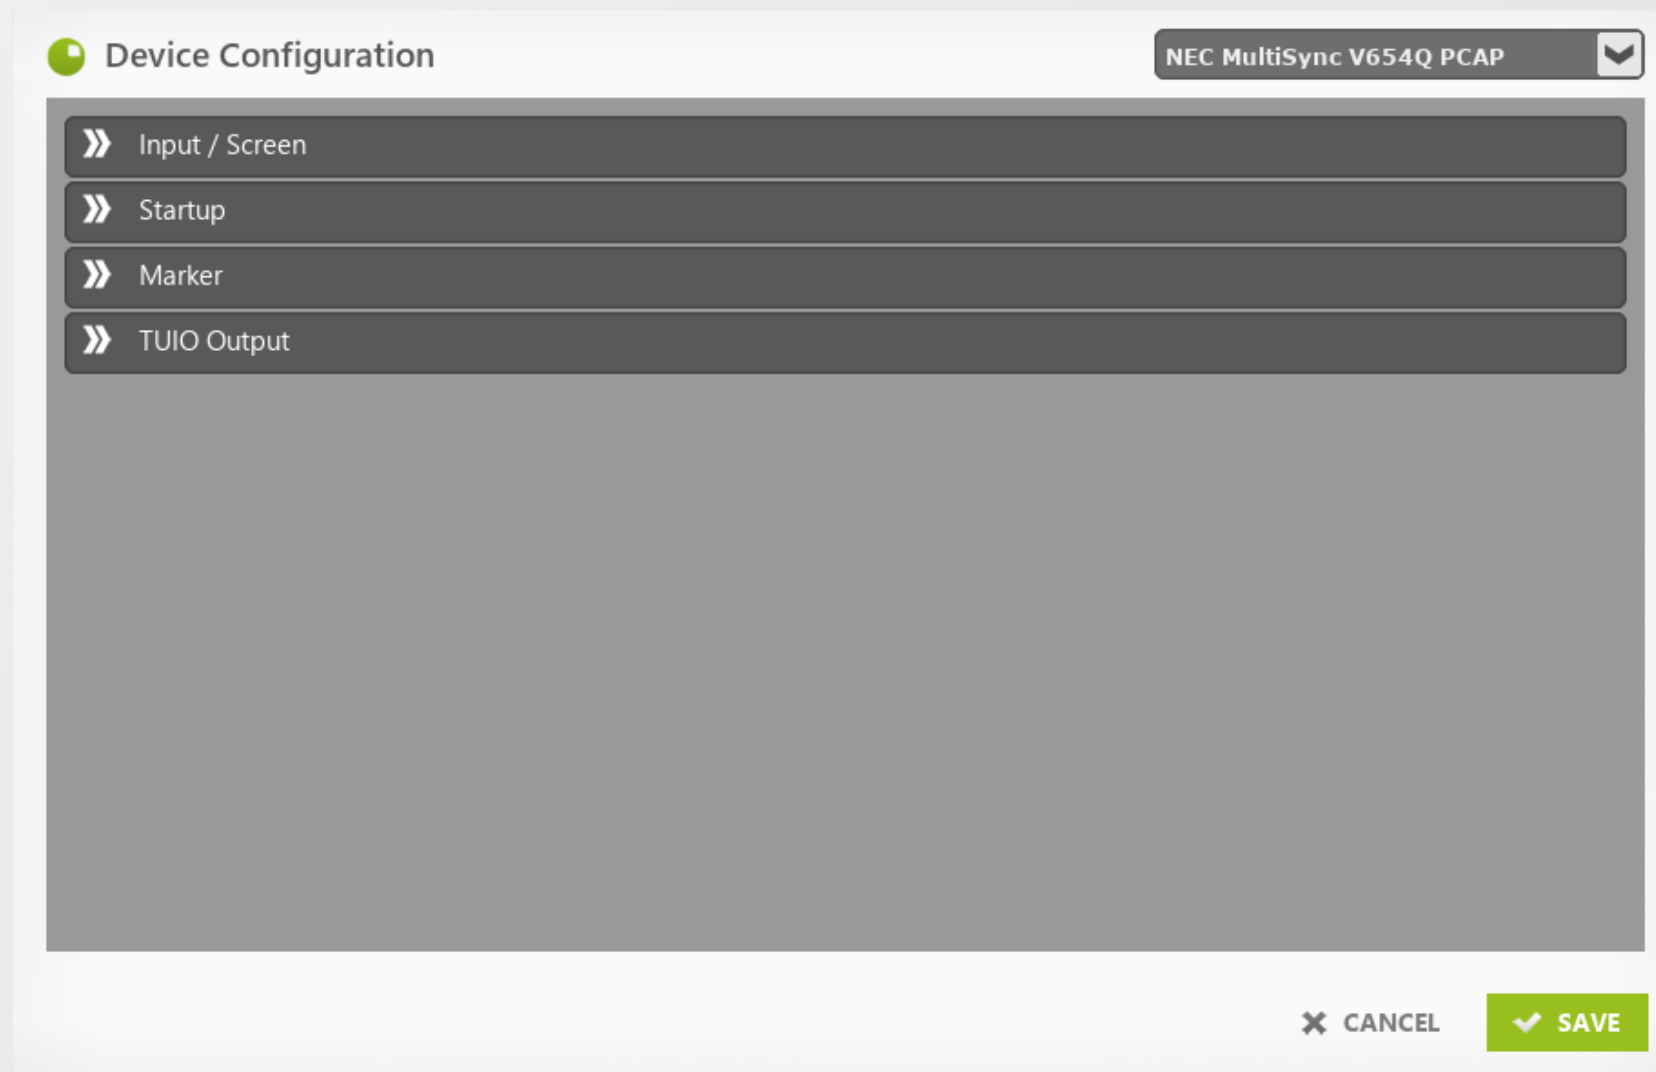 Device Configuration
NEC MultiSync V654Q PCAP
Input / Screen
Startup
Marker
TUIO Output
CANCEL
SAVE